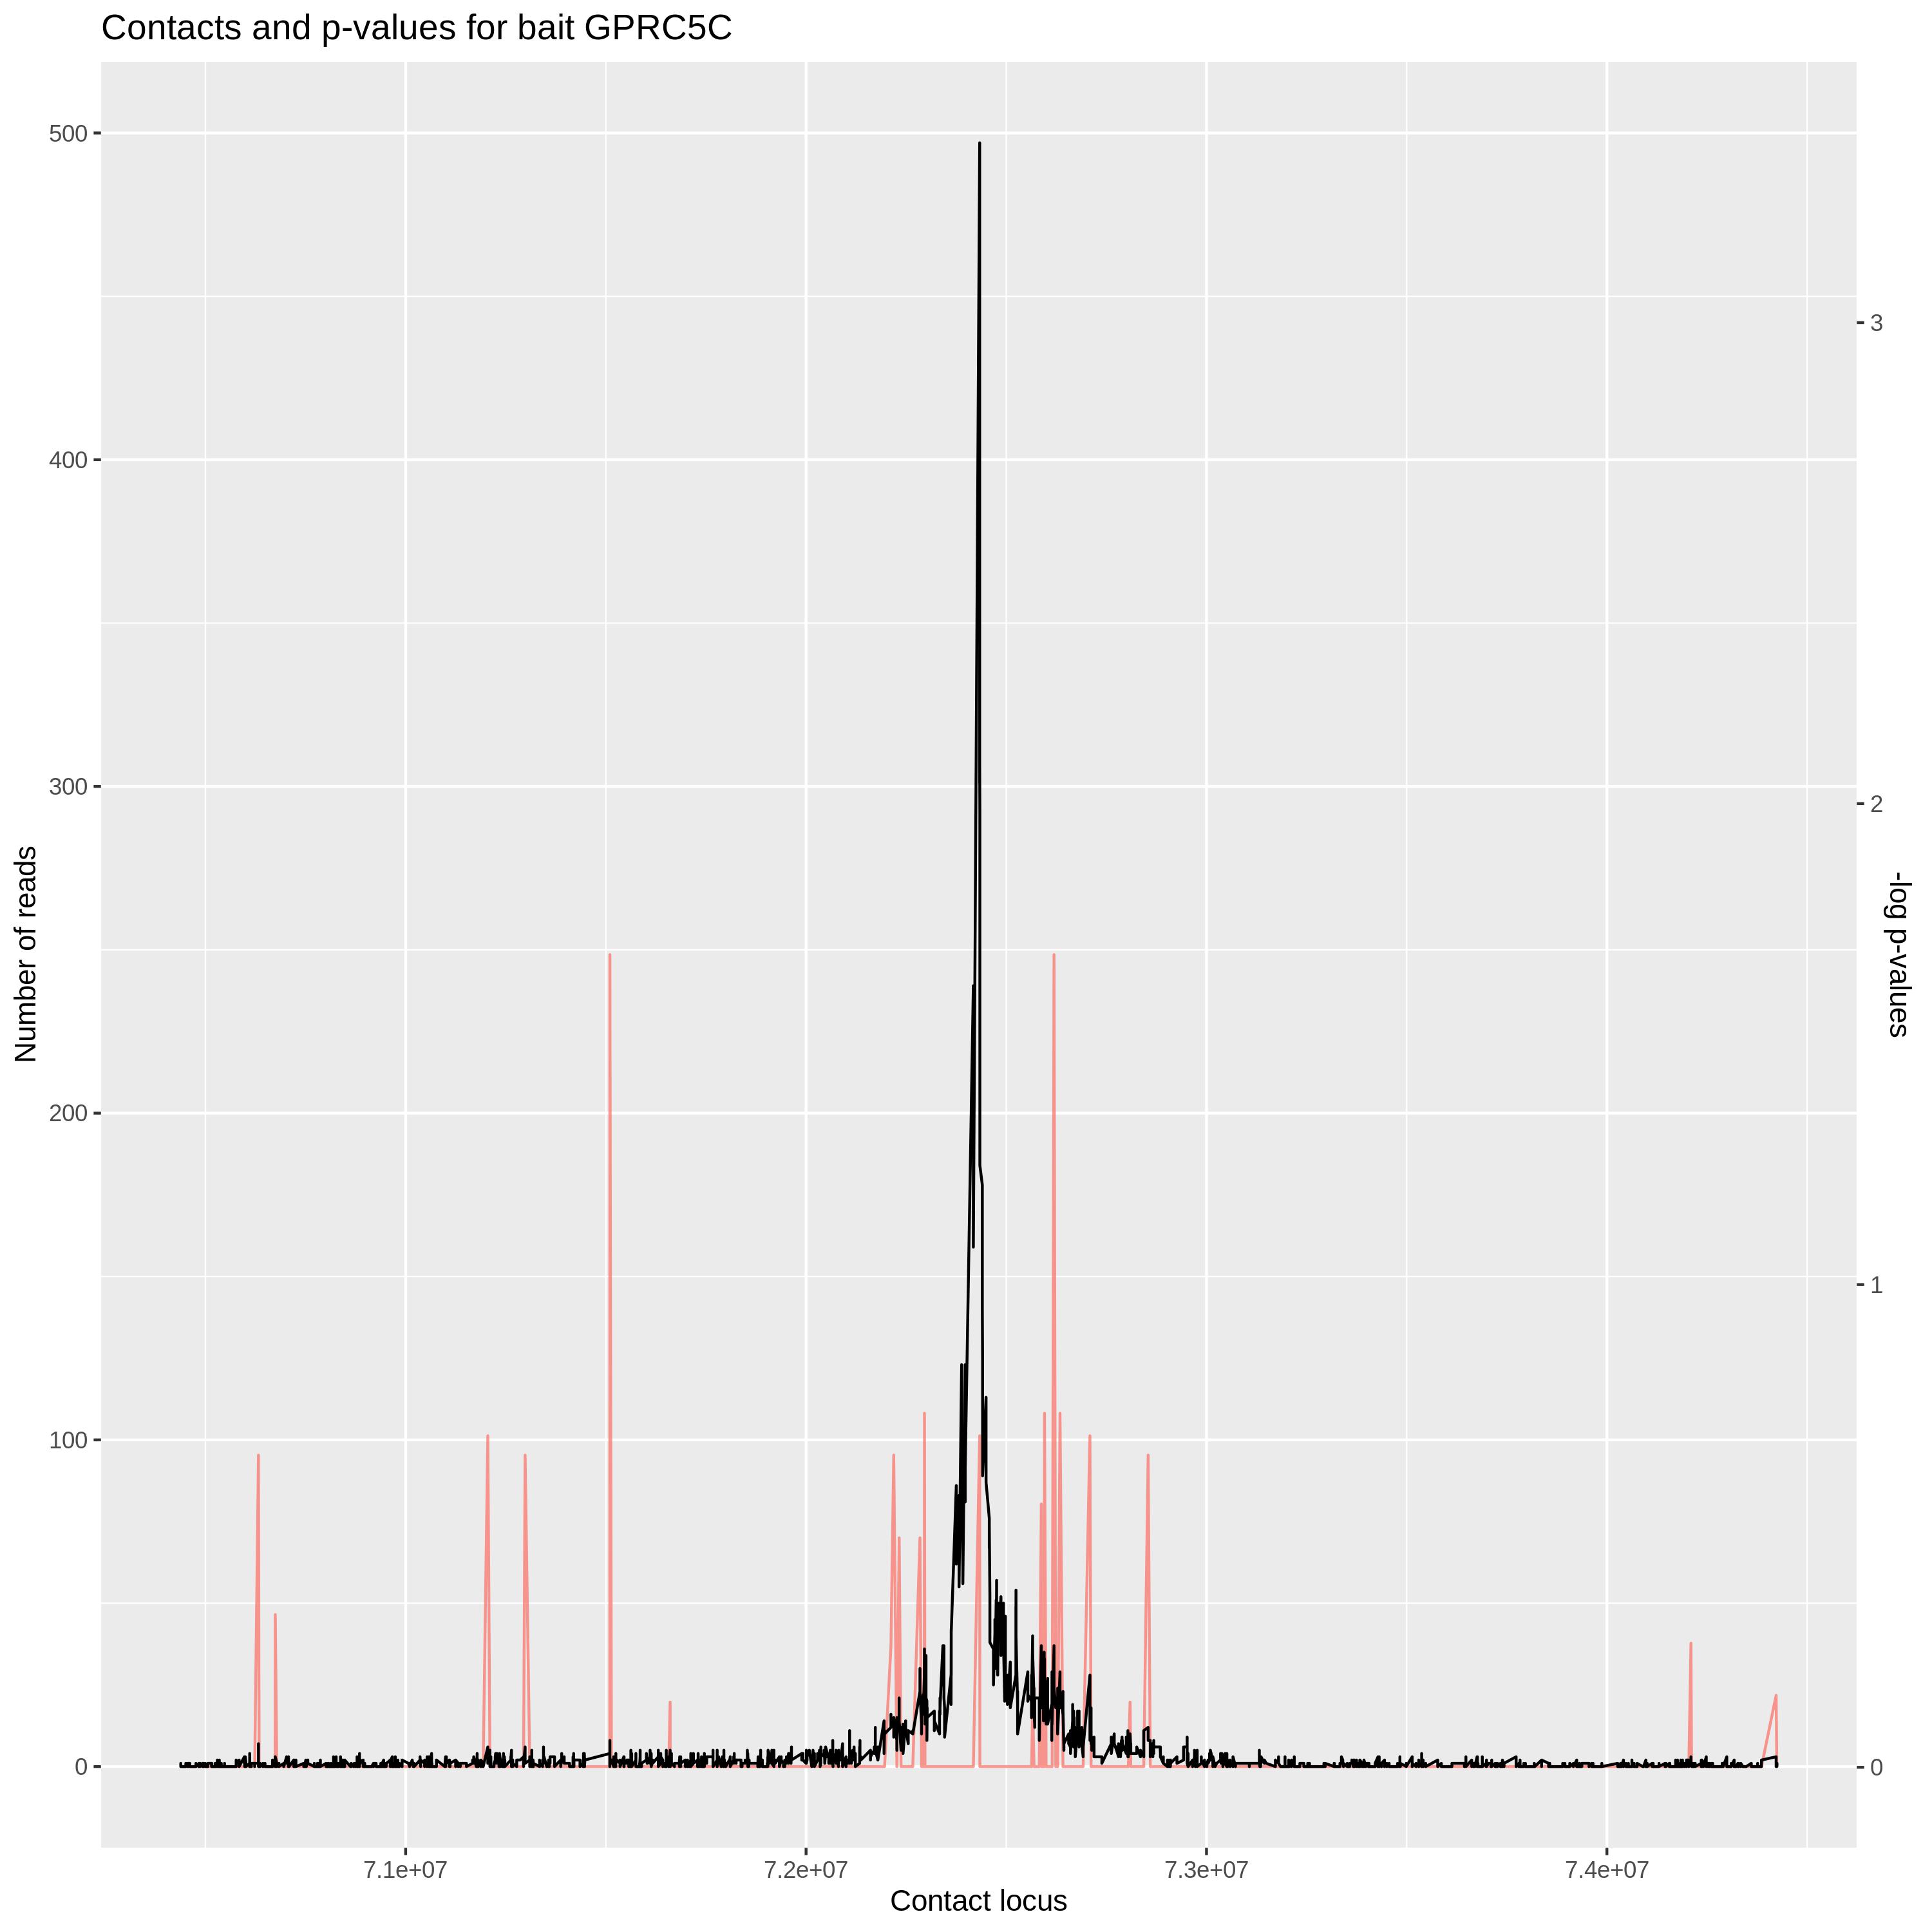 Contacts and p-values for bait GPRC5C
500
400
300
200
100
0
Number of reads
3
2
1
0
-log p-values
7.1e+07
7.2e+07
7.3e+07
7.4e+07
Contact locus